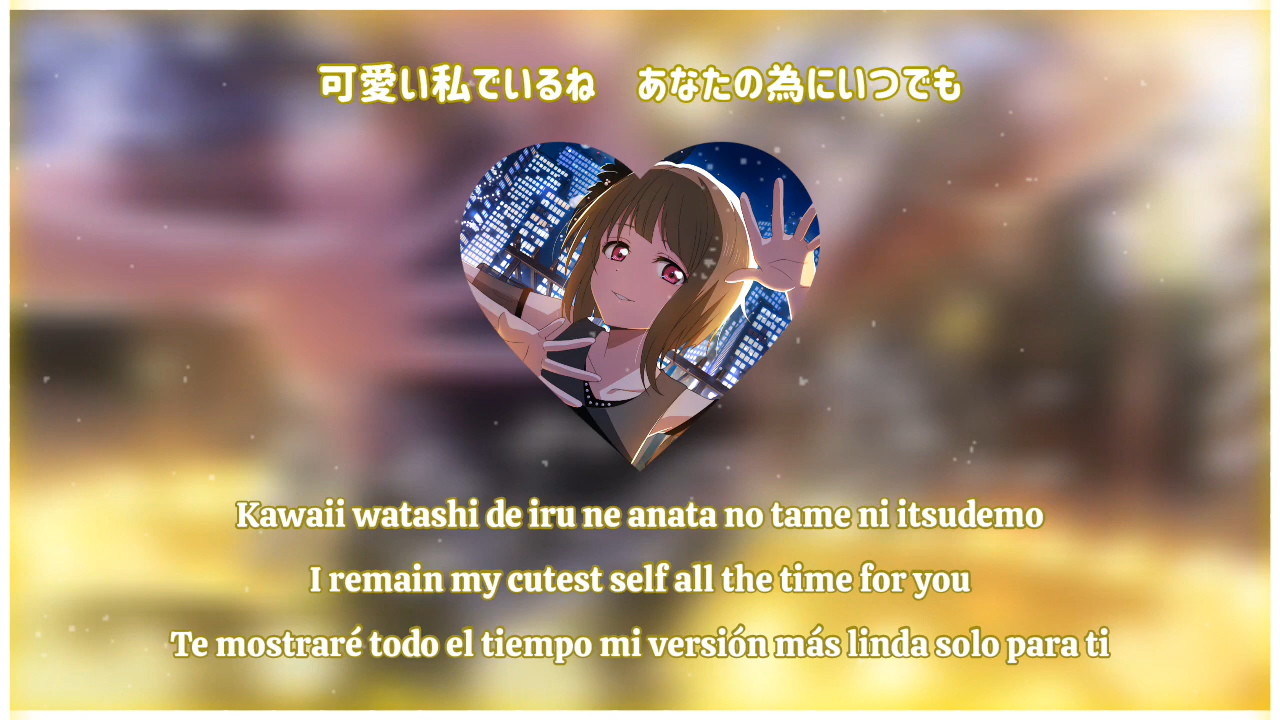 可愛い私でいるね　あなたの為にいつでも
Kawaii watashi de iru ne anata no tame ni itsudemo
I remain my cutest self all the time for you
Te mostraré todo el tiempo mi versión más linda solo para ti